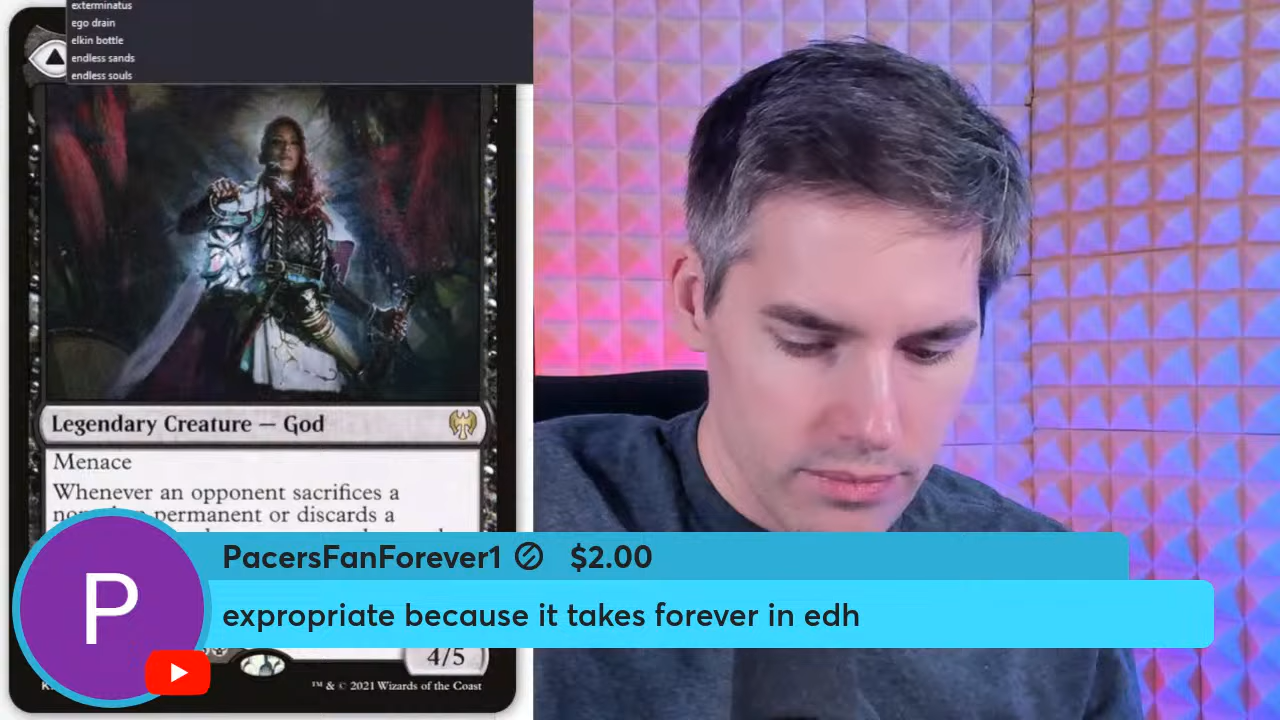 exterminatus
ego drain
elkin bottle
endless sands
endless souls
Legendary Creature — God
Menace
Whenever an opponent sacrifices a
permanent or discards a
PacersFanForever1 $2.00
expropriate because it takes forever in edh
P
4/5
™ & © 2021 Wizards of the Coast